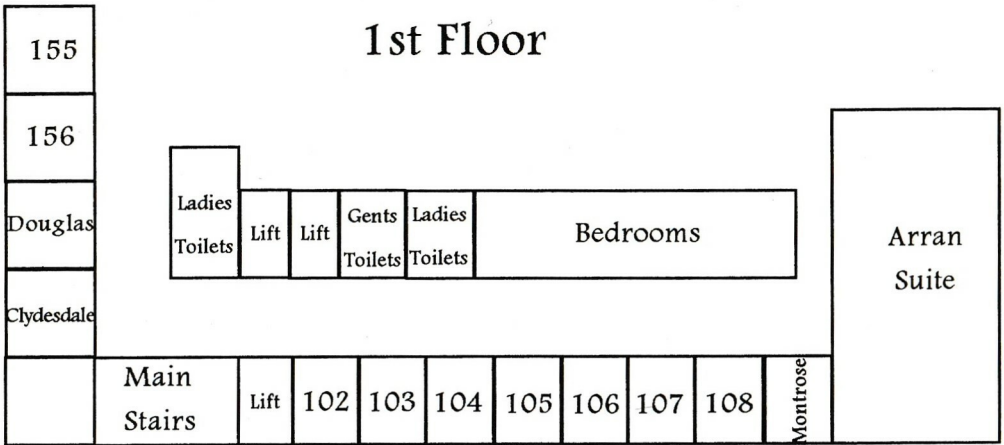 1st Floor
155
156
Douglas
Clydesdale
Ladies
Toilets
Lift
Lift
Gents
Toilets
Ladies
Toilets
Bedrooms
Arran
Suite
Main
Stairs
Lift
102
103
104
105
106
107
108
Montrose